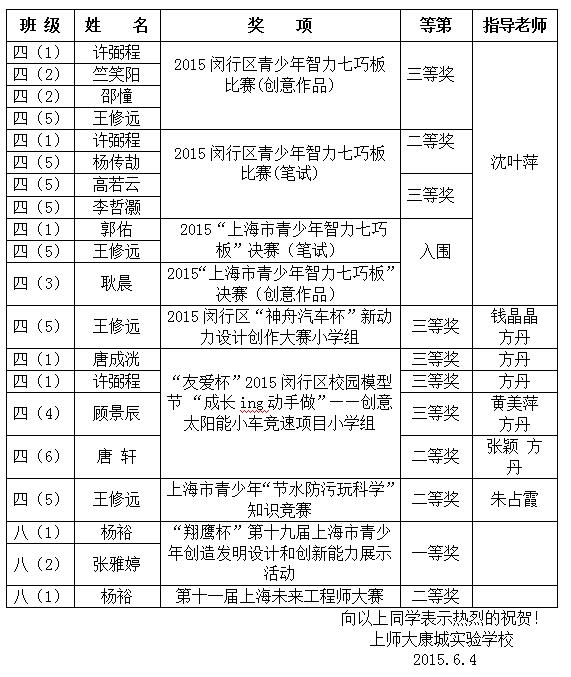 班 级 姓 名 奖 项 等第 指导老师
四（1） 许弼程
四（2） 竺笑阳
四（2） 邵憧
四（5） 王修远
2015 闵行区青少年智力七巧板
比赛(创意作品)
三等奖
四（1） 许弼程
四（5） 杨传劼
四（5） 高若云
四（5） 李哲灏
2015 闵行区青少年智力七巧板
比赛(笔试)
二等奖
三等奖
沈叶萍
四（1） 郭佑
四（5） 王修远
2015“上海市青少年智力七巧
板”决赛（笔试）
入围
四（3） 耿晨
2015“上海市青少年智力七巧板”
决赛（创意作品）
四（5） 王修远
2015 闵行区“神舟汽车杯”新动
力设计创作大赛小学组
三等奖
钱晶晶
方丹
四（1） 唐成洸 三等奖 方丹
四（1） 许弼程 三等奖 方丹
“友爱杯”2015 闵行区校园模型
节 “成长 ing 动手做”——创意
太阳能小车竞速项目小学组
四（4） 顾景辰 三等奖
黄美萍
方丹
四（6） 唐 轩 二等奖
张颖 方
丹
四（5） 王修远
上海市青少年“节水防污玩科学”
知识竞赛
二等奖 朱占霞
八（1） 杨裕
八（2） 张雅婷
“翔鹰杯”第十九届上海市青少
年创造发明设计和创新能力展示
活动
一等奖
八（1） 杨裕 第十一届上海未来工程师大赛 二等奖
向以上同学表示热烈的祝贺！
上师大康城实验学校
2015.6.4